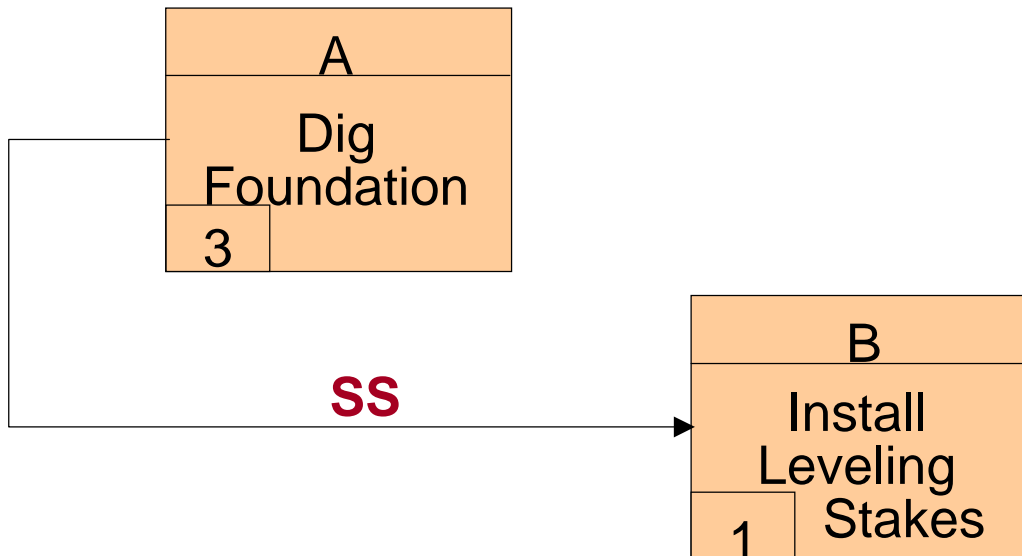 A
Dig
Foundation
3
SS
B
Install
Leveling
Stakes
1